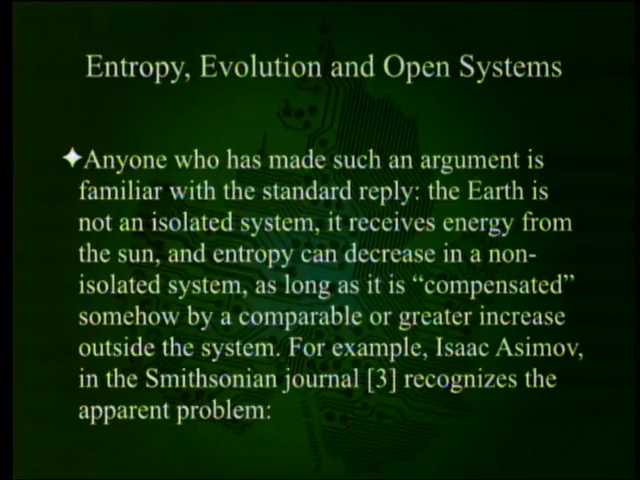 Entropy, Evolution and Open Systems
Anyone who has made such an argument is
familiar with the standard reply: the Earth is
not an isolated system, it receives energy from
the sun, and entropy can decrease in a non-
isolated system, as long as it is “compensated”
somehow by a comparable or greater increase
outside the system. For example, Isaac Asimov,
in the Smithsonian journal [3] recognizes the
apparent problem: